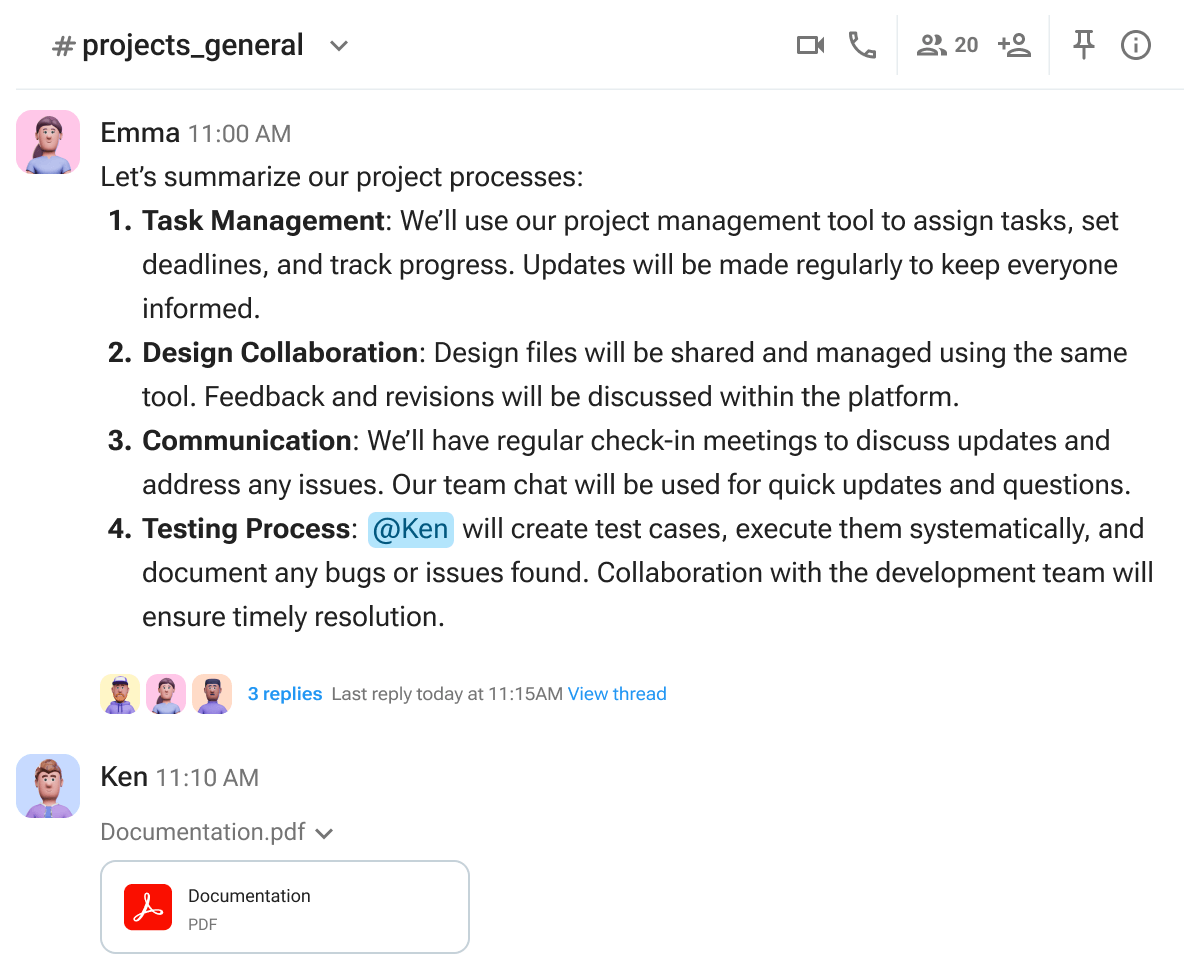 # projects_general
20
Emma 11:00 AM
Let’s summarize our project processes:
1. Task Management: We’ll use our project management tool to assign tasks, set
deadlines, and track progress. Updates will be made regularly to keep everyone
informed.
2. Design Collaboration: Design files will be shared and managed using the same
tool. Feedback and revisions will be discussed within the platform.
3. Communication: We’ll have regular check-in meetings to discuss updates and
address any issues. Our team chat will be used for quick updates and questions.
4. Testing Process: @Ken will create test cases, execute them systematically, and
document any bugs or issues found. Collaboration with the development team will
ensure timely resolution.
3 replies Last reply today at 11:15AM View thread
Ken 11:10 AM
Documentation.pdf
Documentation
PDF